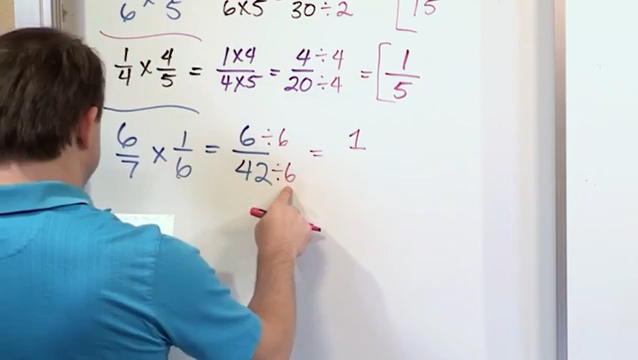 6 × 5 6×5 30÷2 [15
1/4 × 4/5 = 1×4/4×5 = 4÷4/20÷4 = [1/5
6/7 × 1/6 = 6÷6/42÷6 = 1